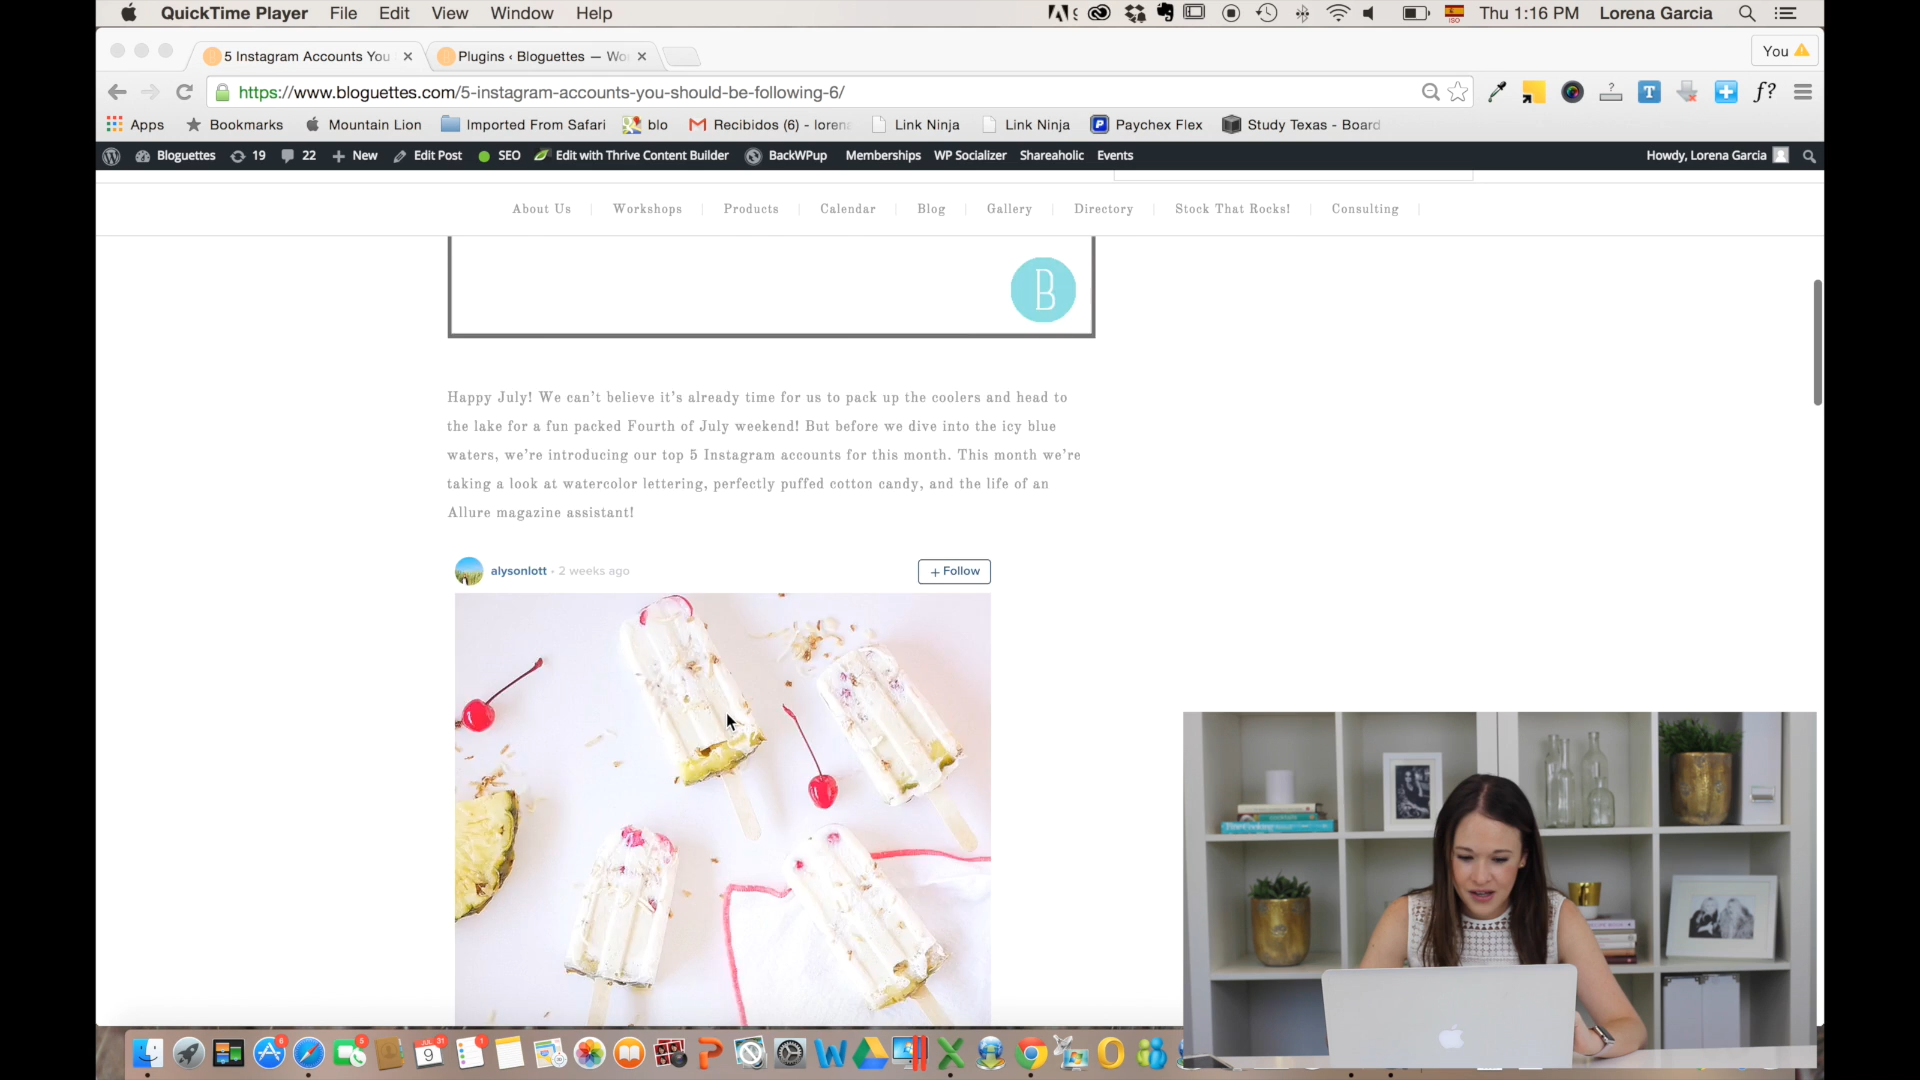 QuickTime Player File Edit View Window Help
Thu 1:16 PM Lorena Garcia
5 Instagram Accounts You
Plugins ‹ Bloguettes — Wo
You
https://www.bloguettes.com/5-instagram-accounts-you-should-be-following-6/
T
f?
Apps Bookmarks Mountain Lion Imported From Safari blo Recibidos (6) - loren Link Ninja Link Ninja Paychex Flex Study Texas - Board
Bloguettes 19 22 New Edit Post SEO Edit with Thrive Content Builder BackWPup Memberships WP Socializer Shareaholic Events
Howdy, Lorena Garcia
About Us Workshops Products Calendar Blog Gallery Directory Stock That Rocks! Consulting
B
Happy July! We can't believe it's already time for us to pack up the coolers and head to
the lake for a fun packed Fourth of July weekend! But before we dive into the icy blue
waters, we're introducing our top 5 Instagram accounts for this month. This month we're
taking a look at watercolor lettering, perfectly puffed cotton candy, and the life of an
Allure magazine assistant!
alysonlott • 2 weeks ago
+ Follow